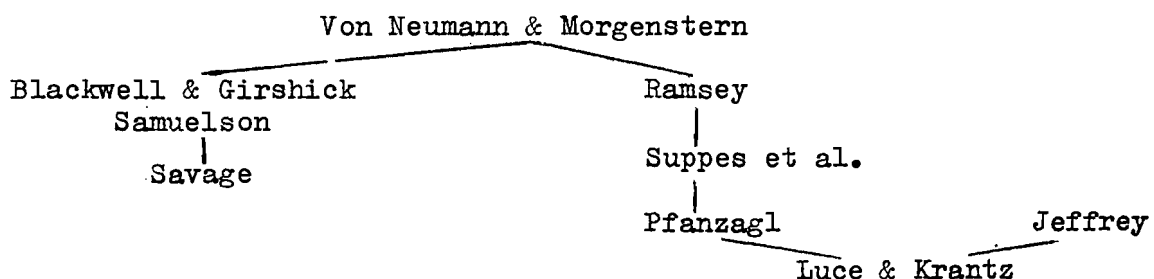 Von Neumann & Morgenstern
Blackwell & Girshick Ramsey
Samuelson
Suppes et al.
Savage
Pfanzagl Jeffrey
Luce & Krantz